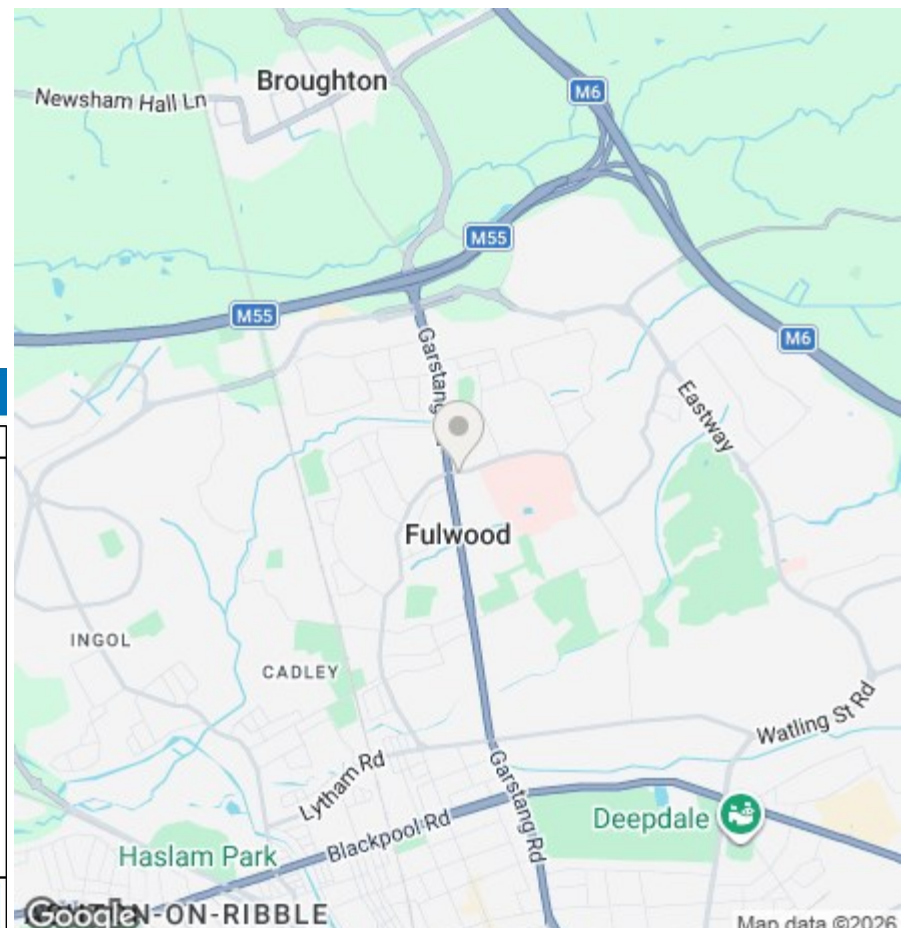 Broughton
Newsham Hall Ln
M6
M55
M55
M6
Garstang
Eastway
Fulwood
INGOL
CADLEY
Watling St Rd
Lytham Rd
Garstang Rd
Deepdale
Blackpool Rd
Haslam Park
Google
N-ON-RIBBLE
Map data ©2026